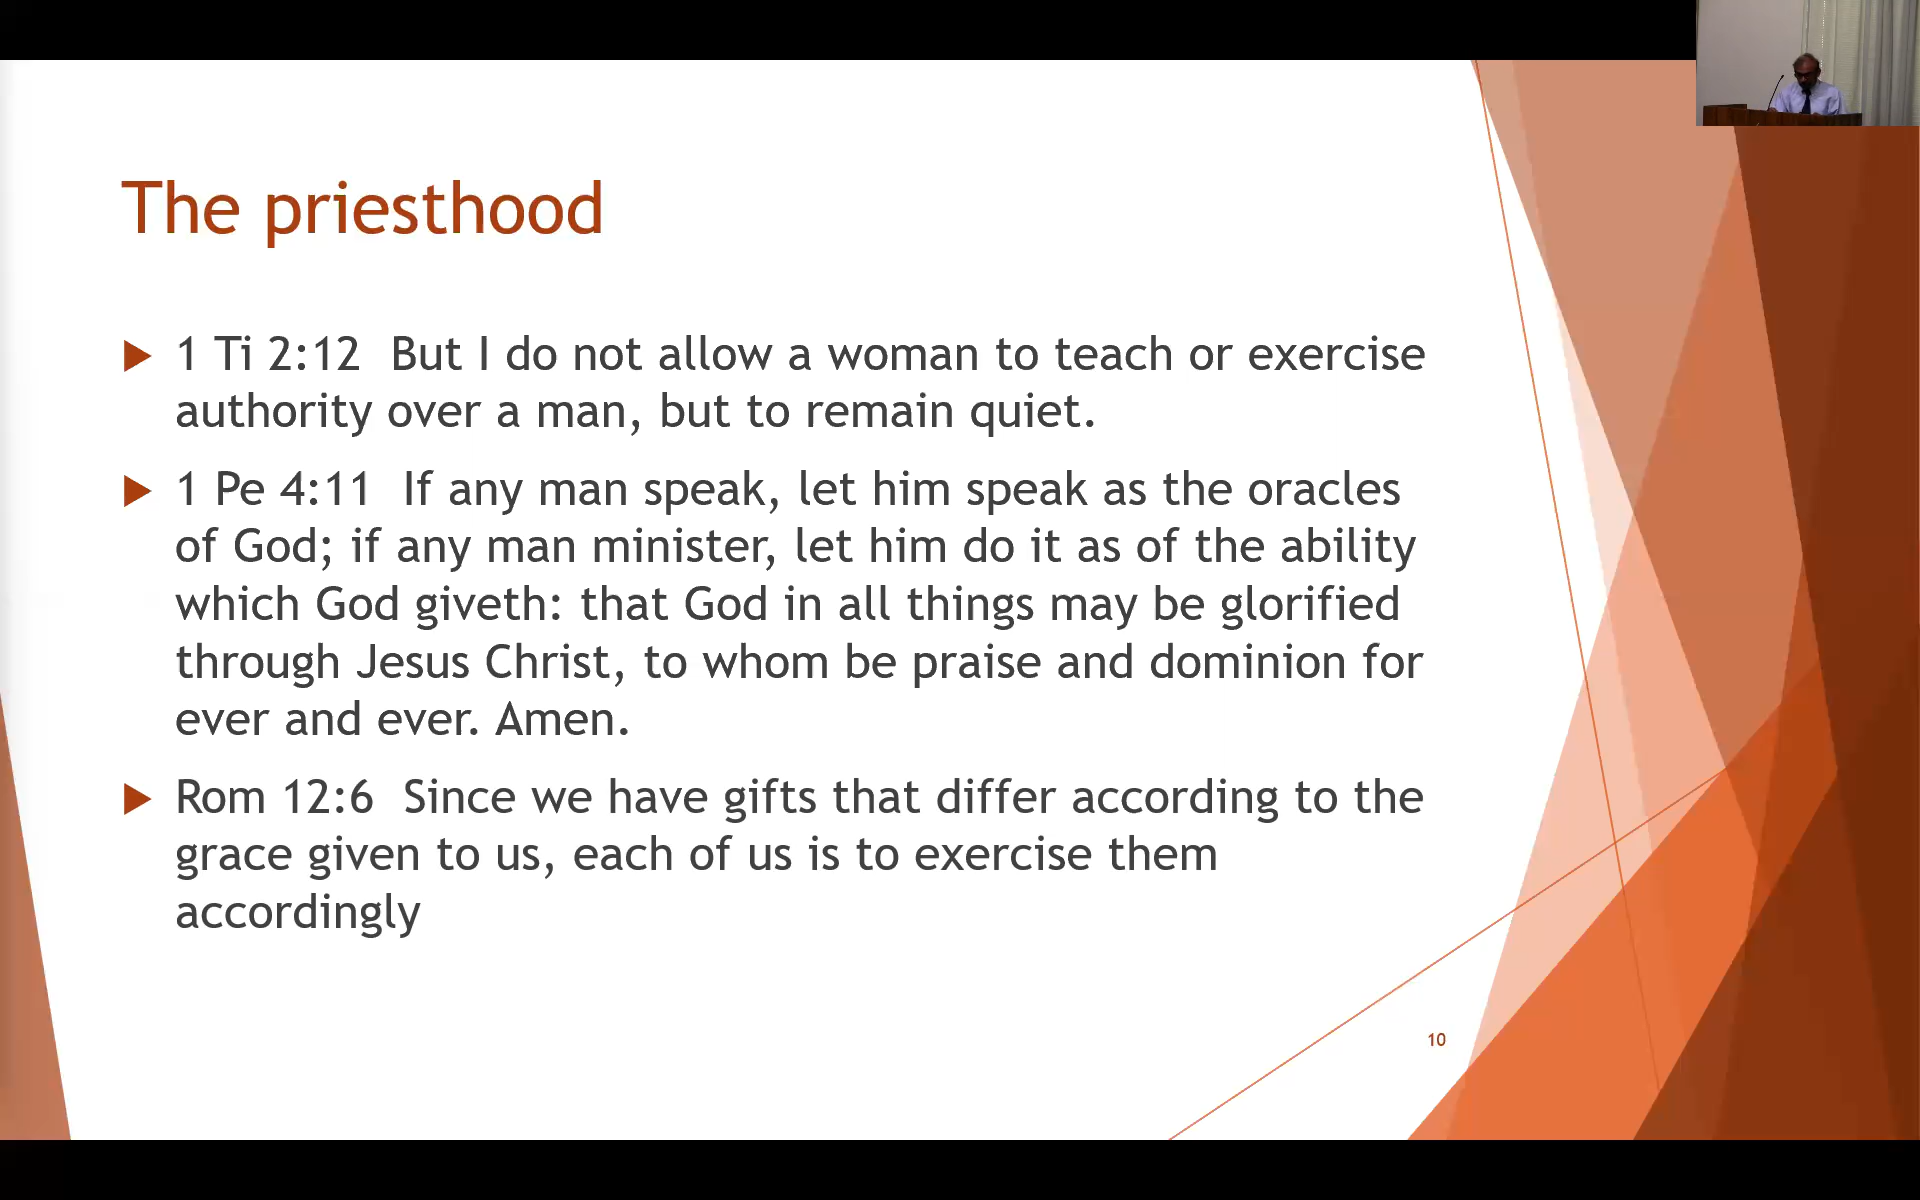 The priesthood
1 Ti 2:12  But I do not allow a woman to teach or exercise
authority over a man, but to remain quiet.
1 Pe 4:11  If any man speak, let him speak as the oracles
of God; if any man minister, let him do it as of the ability
which God giveth: that God in all things may be glorified
through Jesus Christ, to whom be praise and dominion for
ever and ever. Amen.
Rom 12:6  Since we have gifts that differ according to the
grace given to us, each of us is to exercise them
accordingly
10